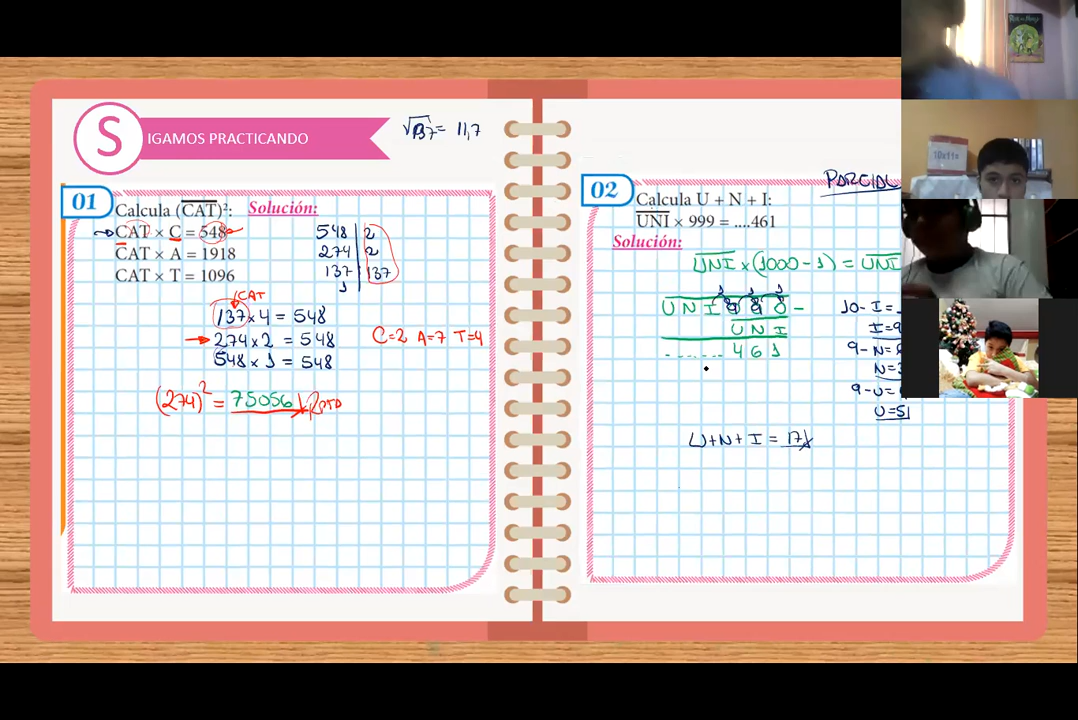 S
IGAMOS PRACTICANDO
√137 = 11,7
01
Calcula (CAT)²:
Solución:
CAT × C = 548
CAT × A = 1918
CAT × T = 1096
548 | 2
274 | 2
137 | 137
1
CAT
137 × 4 = 548
274 × 2 = 548
548 × 1 = 548
C=2 A=7 T=4
(274)² = 75056 Rpta
02
PARCIAL
Calcula U + N + I:
UNI × 999 = ....461
Solución:
UNI × (1000 - 1) = UNI
UNI000 -
UNI
........461
10 - I =
I = 9
9 - N =
N = 3
9 - U =
U = 5
U + N + I = 17